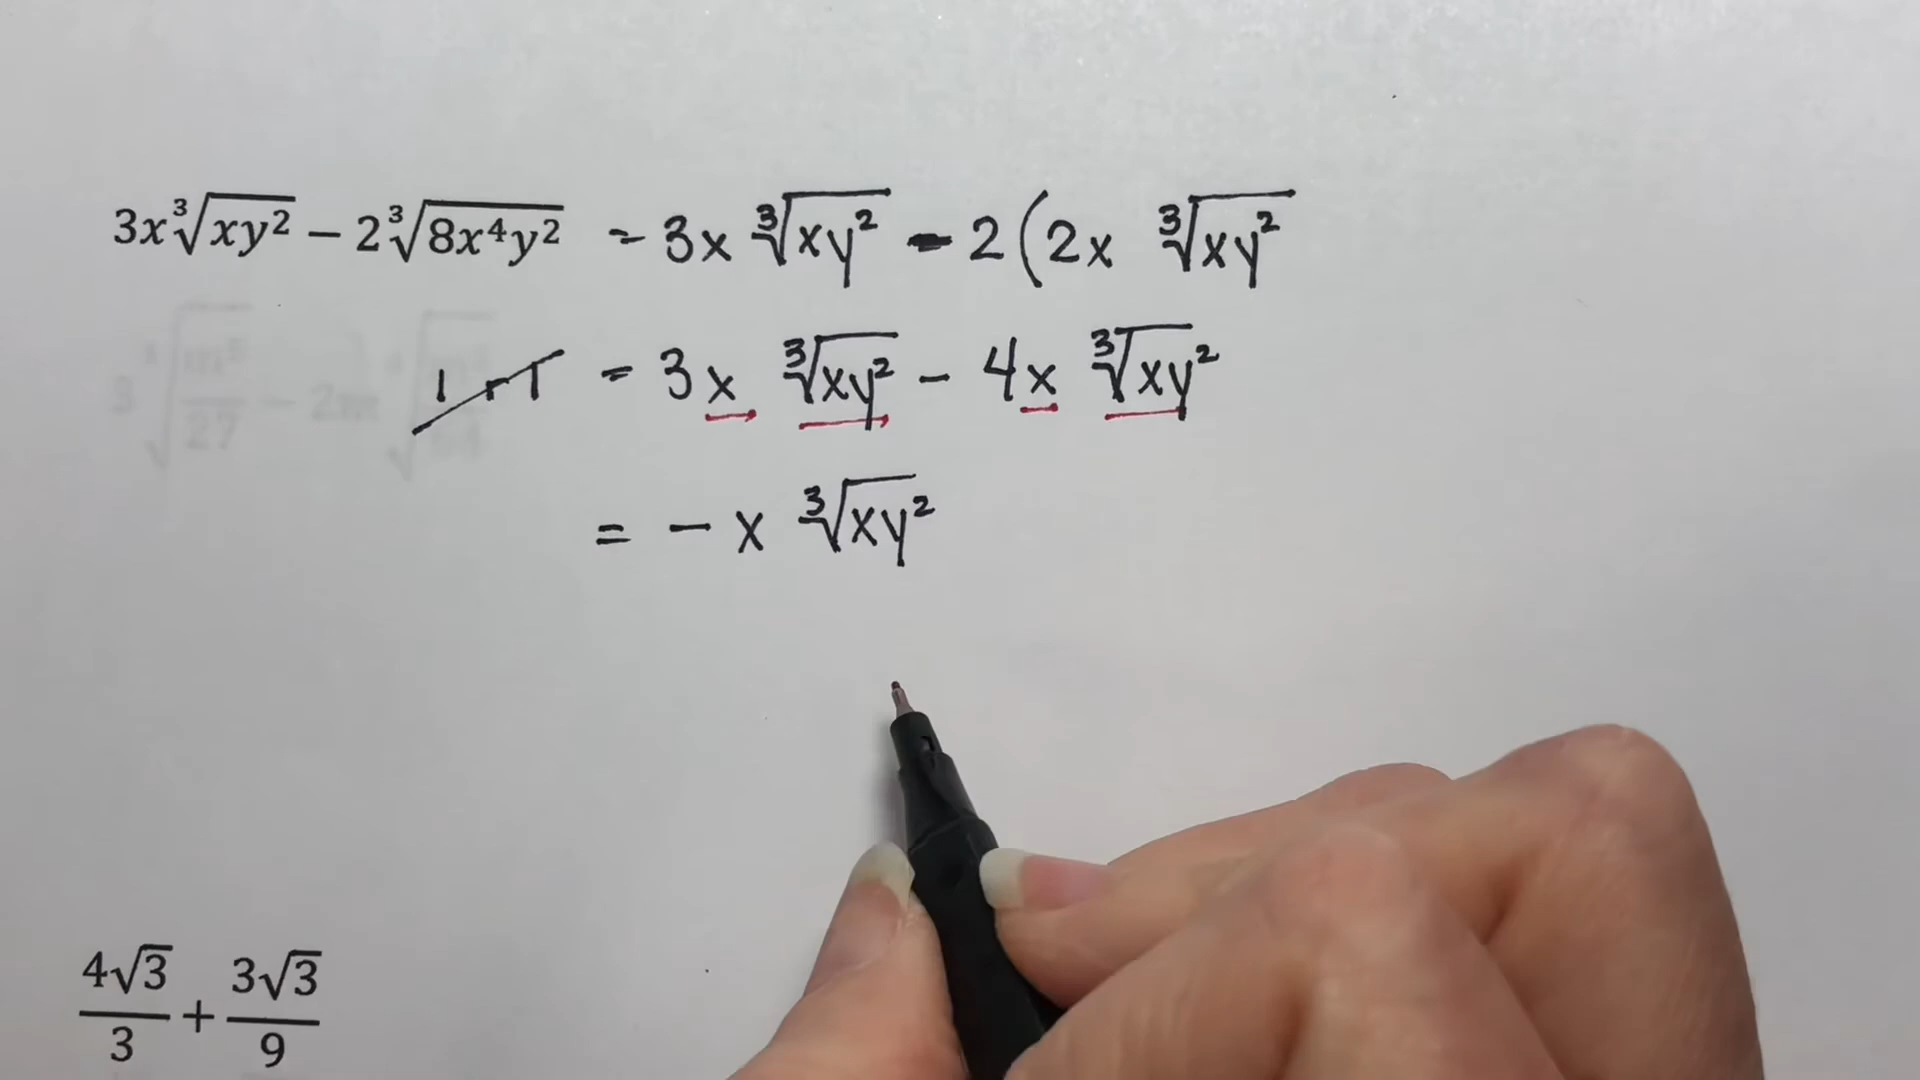 3x∛(xy²) − 2∛(8x⁴y²) = 3x ∛(xy²) - 2(2x ∛(xy²)
1 + 1 = 3x ∛(xy²) - 4x ∛(xy²)
= - x ∛(xy²)
4√3/3 + 3√3/9